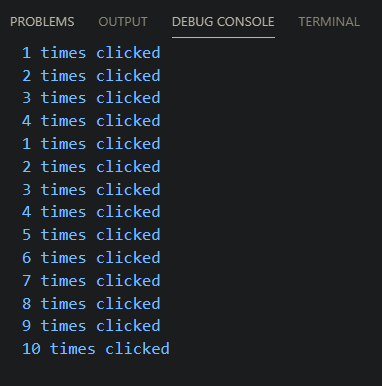 PROBLEMS OUTPUT DEBUG CONSOLE TERMINAL
1 times clicked
2 times clicked
3 times clicked
4 times clicked
1 times clicked
2 times clicked
3 times clicked
4 times clicked
5 times clicked
6 times clicked
7 times clicked
8 times clicked
9 times clicked
10 times clicked